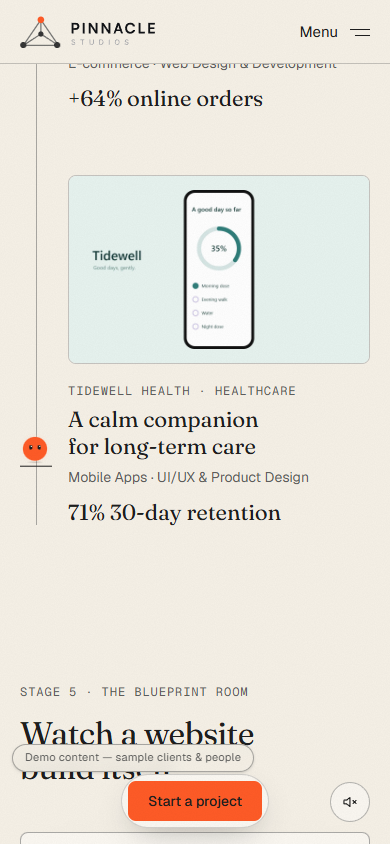 PINNACLE
STUDIOS
Menu
E-commerce · Web Design & Development
+64% online orders
A good day so far
35%
Tidewell
Good days, gently.
Morning dose
Evening walk
Water
Night dose
TIDEWELL HEALTH · HEALTHCARE
A calm companion
for long-term care
Mobile Apps · UI/UX & Product Design
71% 30-day retention
STAGE 5 · THE BLUEPRINT ROOM
Watch a website
build itself
Demo content — sample clients & people
Start a project